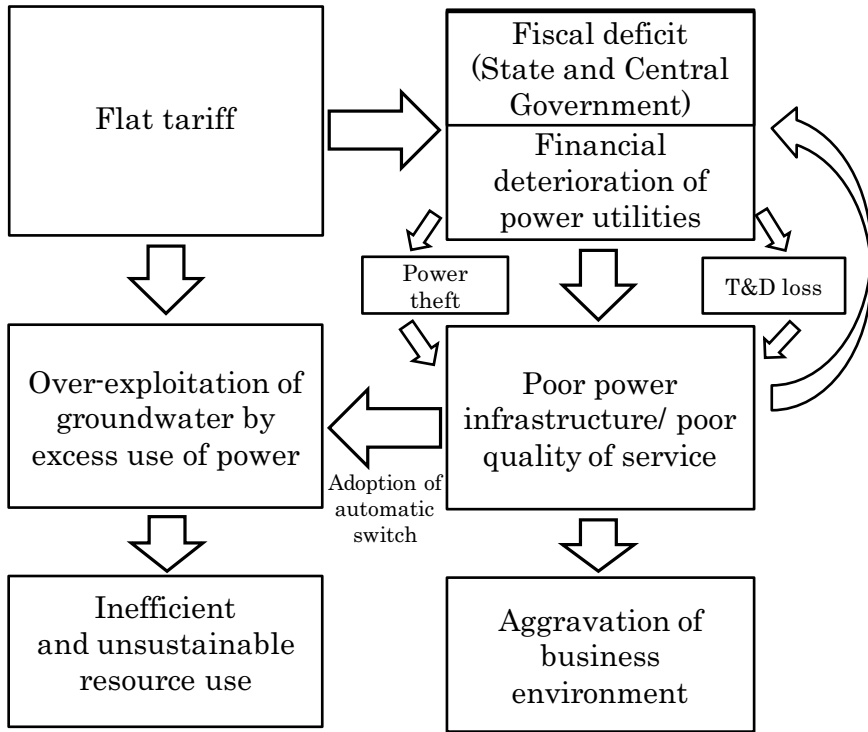 Flat tariff
Fiscal deficit
(State and Central
Government)
Financial
deterioration of
power utilities
Power
theft
T&D loss
Over-exploitation of
groundwater by
excess use of power
Adoption of
automatic
switch
Poor power
infrastructure/ poor
quality of service
Inefficient
and unsustainable
resource use
Aggravation of
business
environment